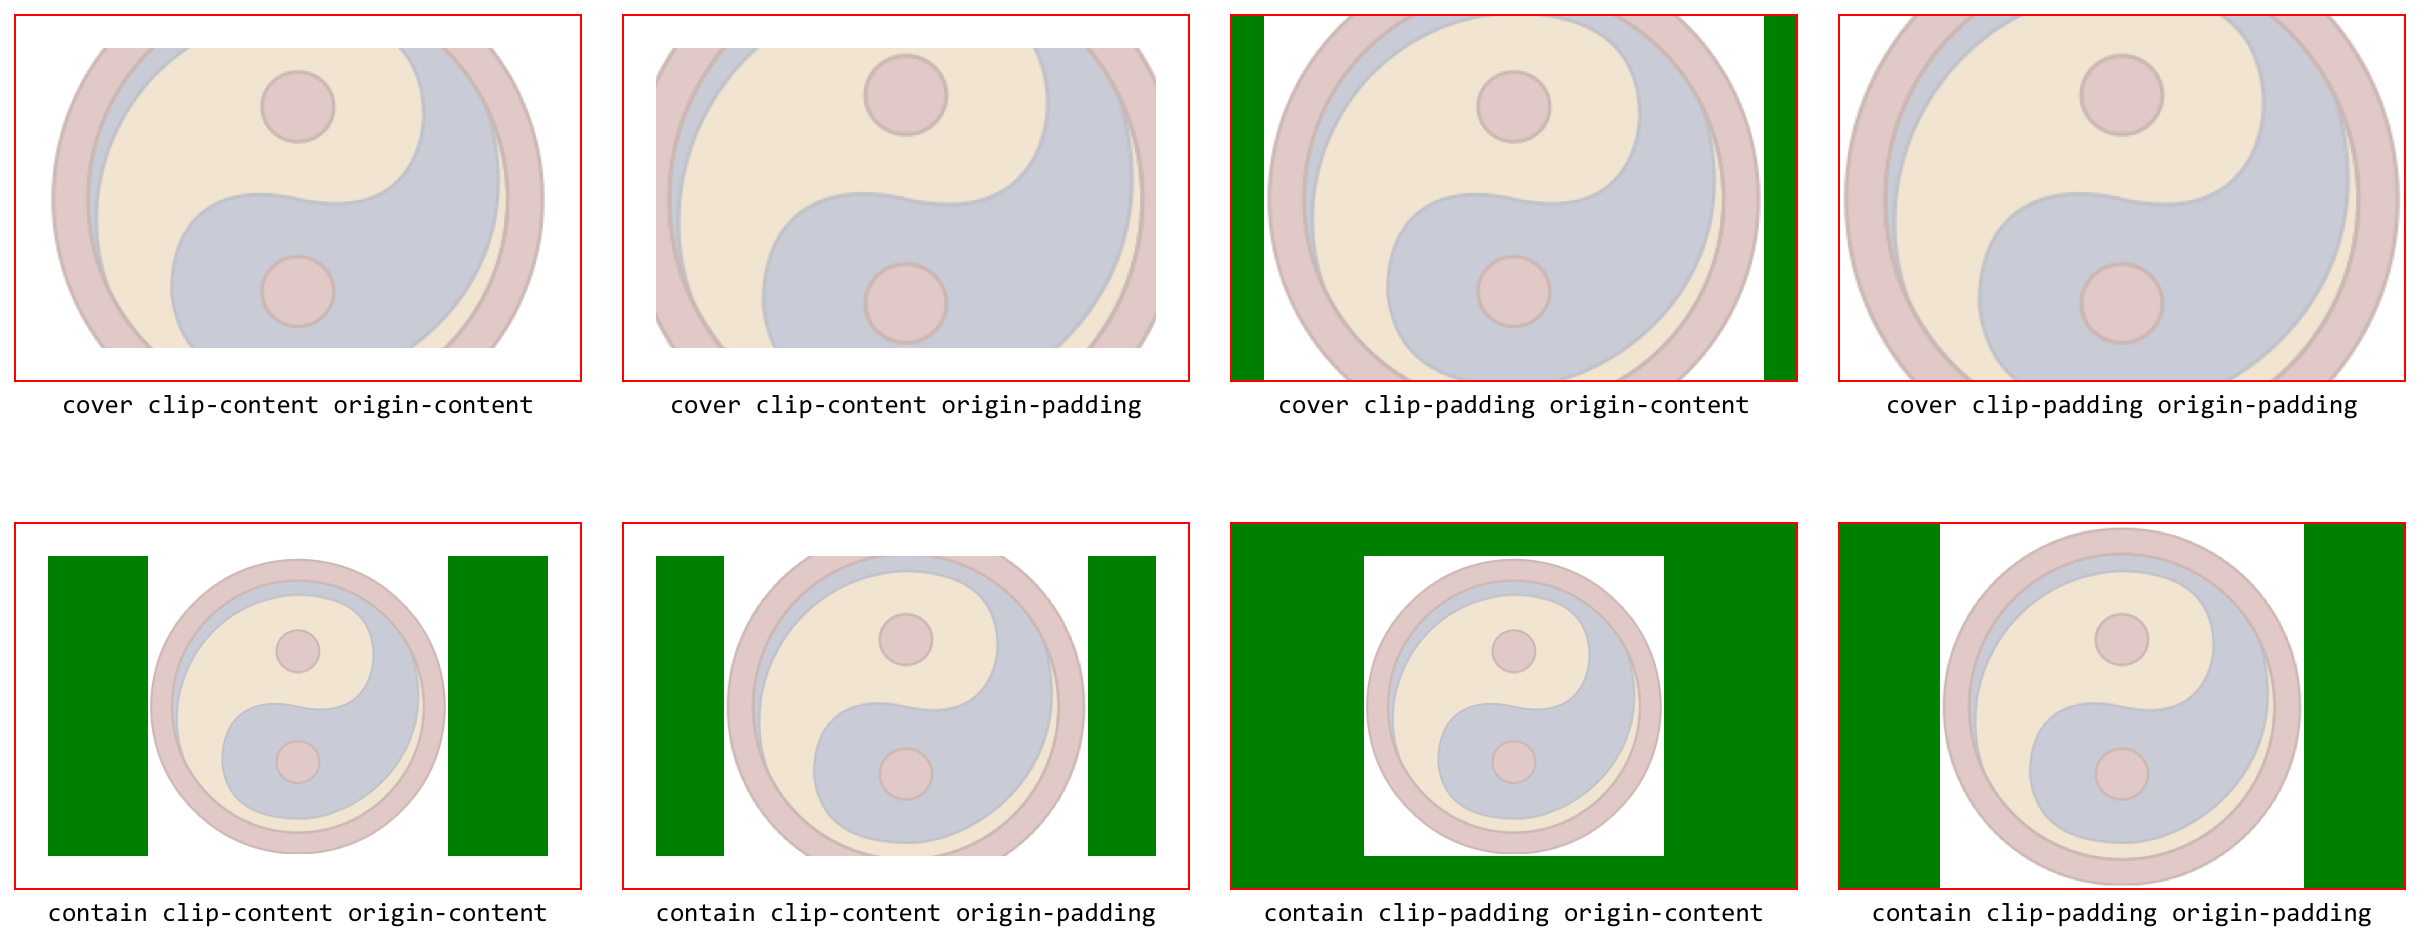 cover clip-content origin-content
cover clip-content origin-padding
cover clip-padding origin-content
cover clip-padding origin-padding
contain clip-content origin-content
contain clip-content origin-padding
contain clip-padding origin-content
contain clip-padding origin-padding